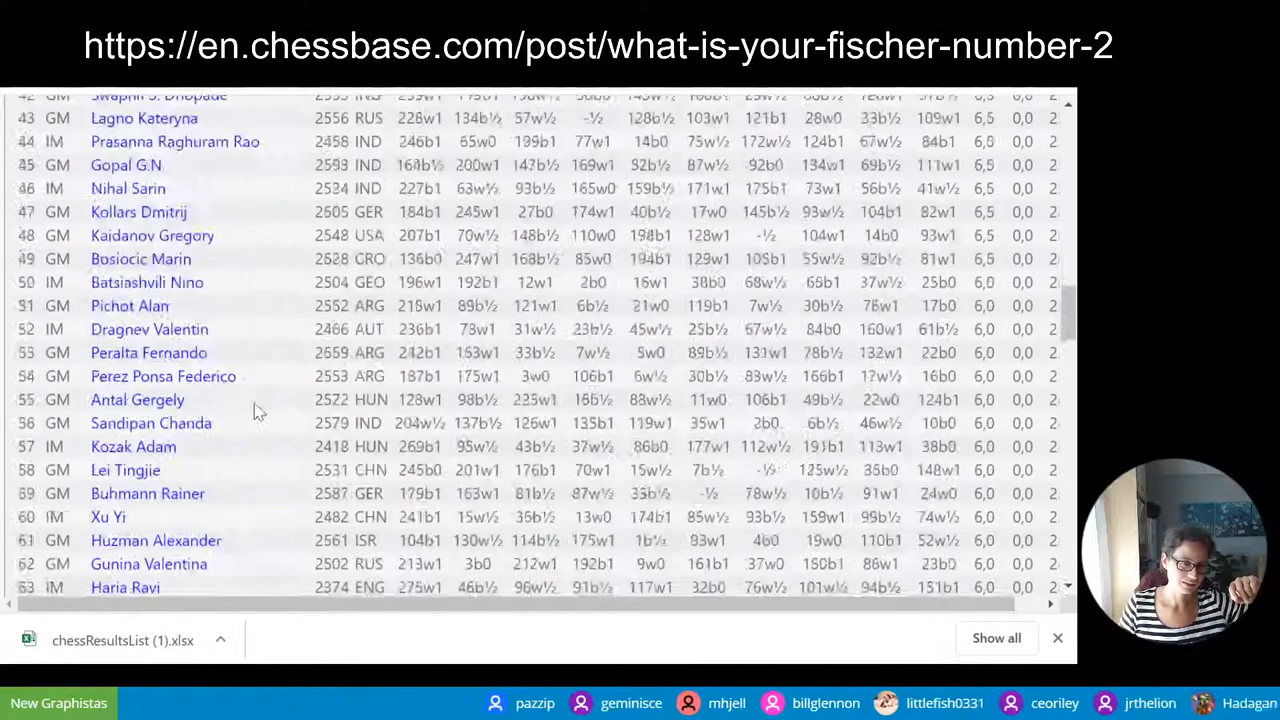 https://en.chessbase.com/post/what-is-your-fischer-number-2
42 GM Swapnil S. Dhopade 2535 IND
43 GM Lagno Kateryna 2556 RUS 228w1 134b½ 57w½ -½ 128b½ 103w1 121b1 28w0 33b½ 109w1 6,5 0,0 2
44 IM Prasanna Raghuram Rao 2458 IND 246b1 65w0 199b1 77w1 14b0 75w½ 172w½ 124b1 67w½ 84b1 0,0 2
45 GM Gopal G.N. 2593 IND 164b½ 200w1 147b½ 169w1 92b½ 87w½ 92b0 134w1 69b½ 111w1 6,5 0,0 2
46 IM Nihal Sarin 2534 IND 227b1 63w½ 93b½ 165w0 159b½ 171w1 175b1 73w1 56b½ 41w½ 6,5 0,0 2
47 GM Kollars Dmitrij 2505 GER 184b1 245w1 27b0 174w1 40b½ 17w0 145b½ 93w½ 104b1 82w1 6,5 0,0 2
48 GM Kaidanov Gregory 2548 USA 207b1 70w½ 148b½ 110w0 198b1 128w1 -½ 104w1 14b0 93w1 6,5 0,0 2
49 GM Bosiocic Marin 2528 CRO 136b0 247w1 168b½ 85w0 194b1 129w1 105b1 55w½ 92b½ 81w1 6,5 0,0 2
50 IM Batsiashvili Nino 2504 GEO 196w1 192b1 12w1 2b0 16w1 38b0 68w½ 65b1 37w½ 25b0 6,0 0,0 2
51 GM Pichot Alan 2552 ARG 218w1 89b½ 121w1 6b½ 21w0 119b1 7w½ 30b½ 76w1 17b0 6,0 0,0 2
52 IM Dragnev Valentin 2466 AUT 236b1 78w1 31w½ 23b½ 45w½ 25b½ 67w½ 84b0 160w1 61b½ 6,0 0,0 2
53 GM Peralta Fernando 2559 ARG 242b1 153w1 33b½ 7w½ 5w0 89b½ 131w1 78b½ 132w1 22b0 6,0 0,0 2
54 GM Perez Ponsa Federico 2553 ARG 187b1 175w1 3w0 106b1 6w½ 30b½ 83w½ 166b1 16b0 6,0 0,0 2
55 GM Antal Gergely 2572 HUN 128w1 98b½ 225w1 166½ 88w½ 11w0 106b1 49b½ 22w0 124b1 6,0 0,0 2
56 GM Sandipan Chanda 2579 IND 204w½ 137b½ 126w1 135b1 119w1 35w1 2b0 6b½ 46w½ 10b0 6,0 0,0 2
57 IM Kozak Adam 2418 HUN 269b1 95w½ 43b½ 37w½ 86b0 177w1 112w½ 191b1 113w1 38b0 6,0 0,0 2
58 GM Lei Tingjie 2531 CHN 245b0 201w1 176b1 70w1 15w½ 7b½ -½ 125w½ 36b0 148w1 6,0 0,0 2
59 GM Buhmann Rainer 2587 GER 179b1 163w1 81b½ 87w½ 33b½ -½ 78w½ 10b½ 91w1 24w0 6,0 0,0 2
60 IM Xu Yi 2482 CHN 241b1 15w½ 36b½ 13w0 174b1 85w½ 93b½ 159w1 99b½ 74w½ 6,0 0,0 2
61 GM Huzman Alexander 2561 ISR 104b1 130w½ 114b½ 175w1 1b½ 83w1 4b0 19w0 110b1 52w½ 6,0 0,0 2
62 GM Gunina Valentina 2502 RUS 213w1 3b0 212w1 192b1 9w0 161b1 37w0 150b1 86w1 23b0 6,0 0,0 2
63 IM Haria Ravi 2374 ENG 275w1 46b½ 96w½ 91b½ 117w1 32b0 76w½ 101w½ 94b½ 151b1 6,0 0,0 2
chessResultsList (1).xlsx
Show all
New Graphistas pazzip geminisce mhjell billglennon littlefish0331 ceoriley jrthelion Hadagan